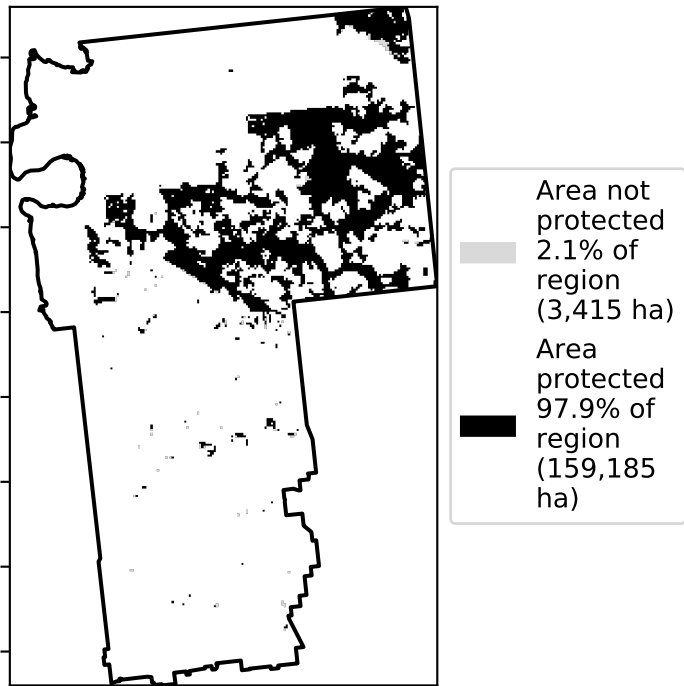 Area not
protected
2.1% of
region
(3,415 ha)
Area
protected
97.9% of
region
(159,185
ha)